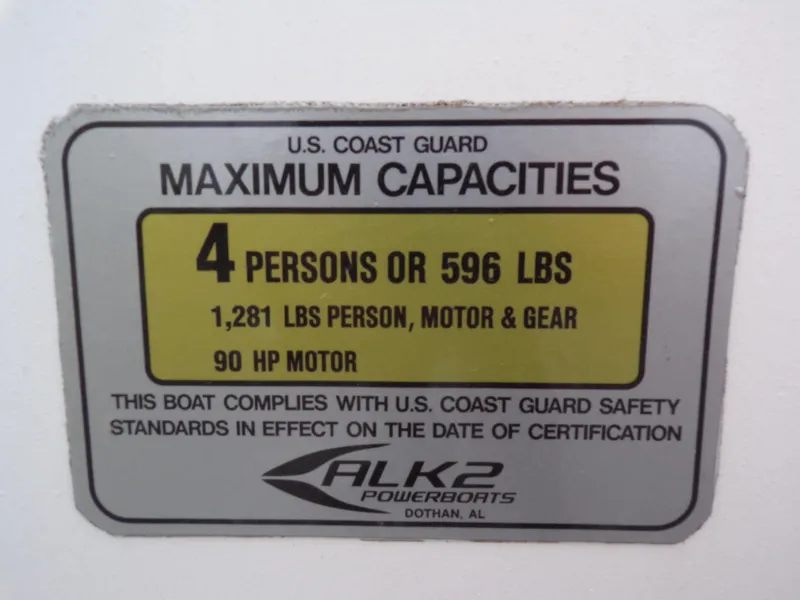 U.S. COAST GUARD
MAXIMUM CAPACITIES
4 PERSONS OR 596 LBS
1,281 LBS PERSON, MOTOR & GEAR
90 HP MOTOR
THIS BOAT COMPLIES WITH U.S. COAST GUARD SAFETY
STANDARDS IN EFFECT ON THE DATE OF CERTIFICATION
ALK2
POWERBOATS
DOTHAN, AL